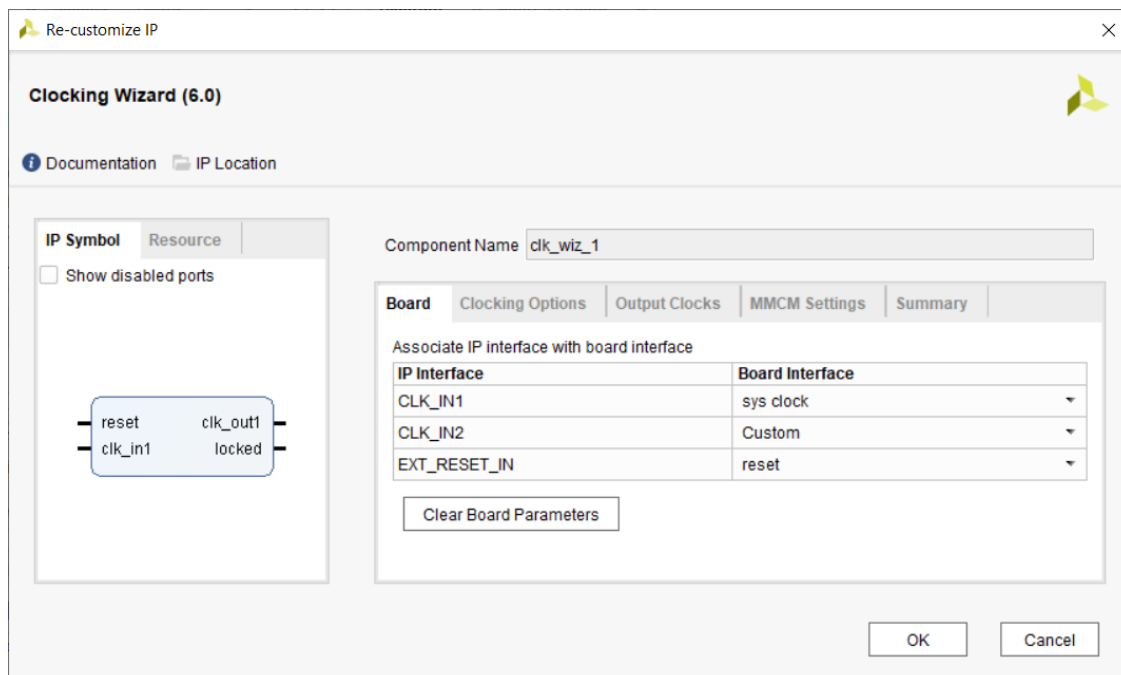 Re-customize IP
Clocking Wizard (6.0)
Documentation IP Location
IP Symbol Resource
Show disabled ports
reset clk_out1
clk_in1 locked
Component Name clk_wiz_1
Board Clocking Options Output Clocks MMCM Settings Summary
Associate IP interface with board interface
IP Interface Board Interface
CLK_IN1 sys clock
CLK_IN2 Custom
EXT_RESET_IN reset
Clear Board Parameters
OK Cancel